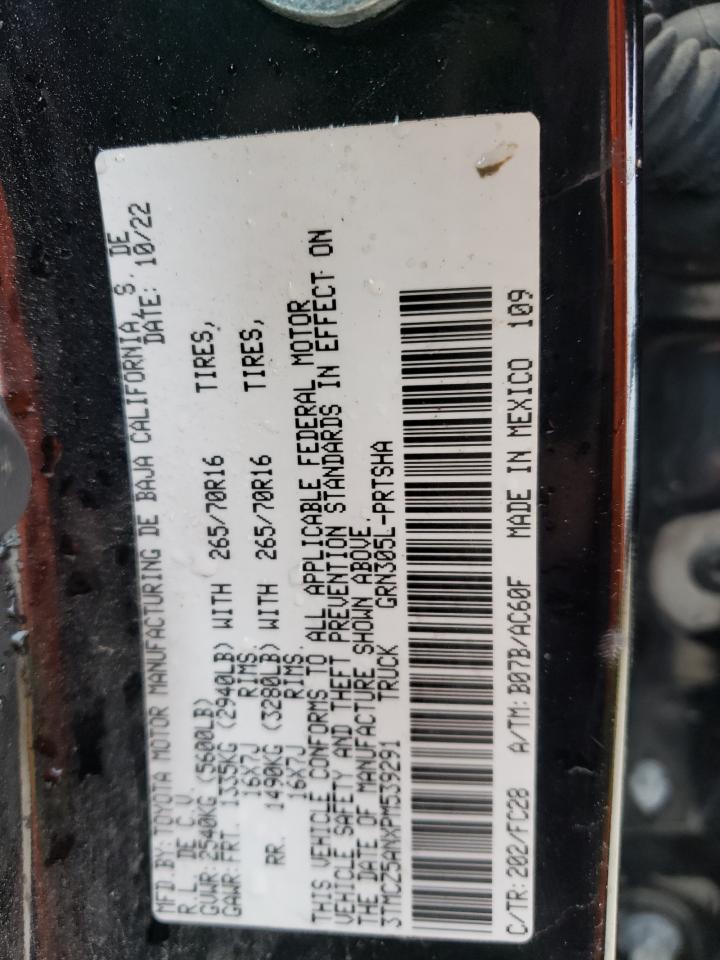 MFD.BY:TOYOTA MOTOR MANUFACTURING DE BAJA CALIFORNIA, S. DE
R. L. DE C.V. DATE: 10/22
GVWR: 2540KG (5600LB)
GAWR:FRT. 1335KG (2940LB) WITH 265/70R16 TIRES,
16X7J RIMS.
RR. 1490KG (3280LB) WITH 265/70R16 TIRES,
16X7J RIMS.
THIS VEHICLE CONFORMS TO ALL APPLICABLE FEDERAL MOTOR
VEHICLE SAFETY AND THEFT PREVENTION STANDARDS IN EFFECT ON
THE DATE OF MANUFACTURE SHOWN ABOVE.
3TMCZ5ANXPM539291 TRUCK GRN305L-PRTSHA
C/TR:202/FC28 A/TM:B07B/AC60F MADE IN MEXICO 109